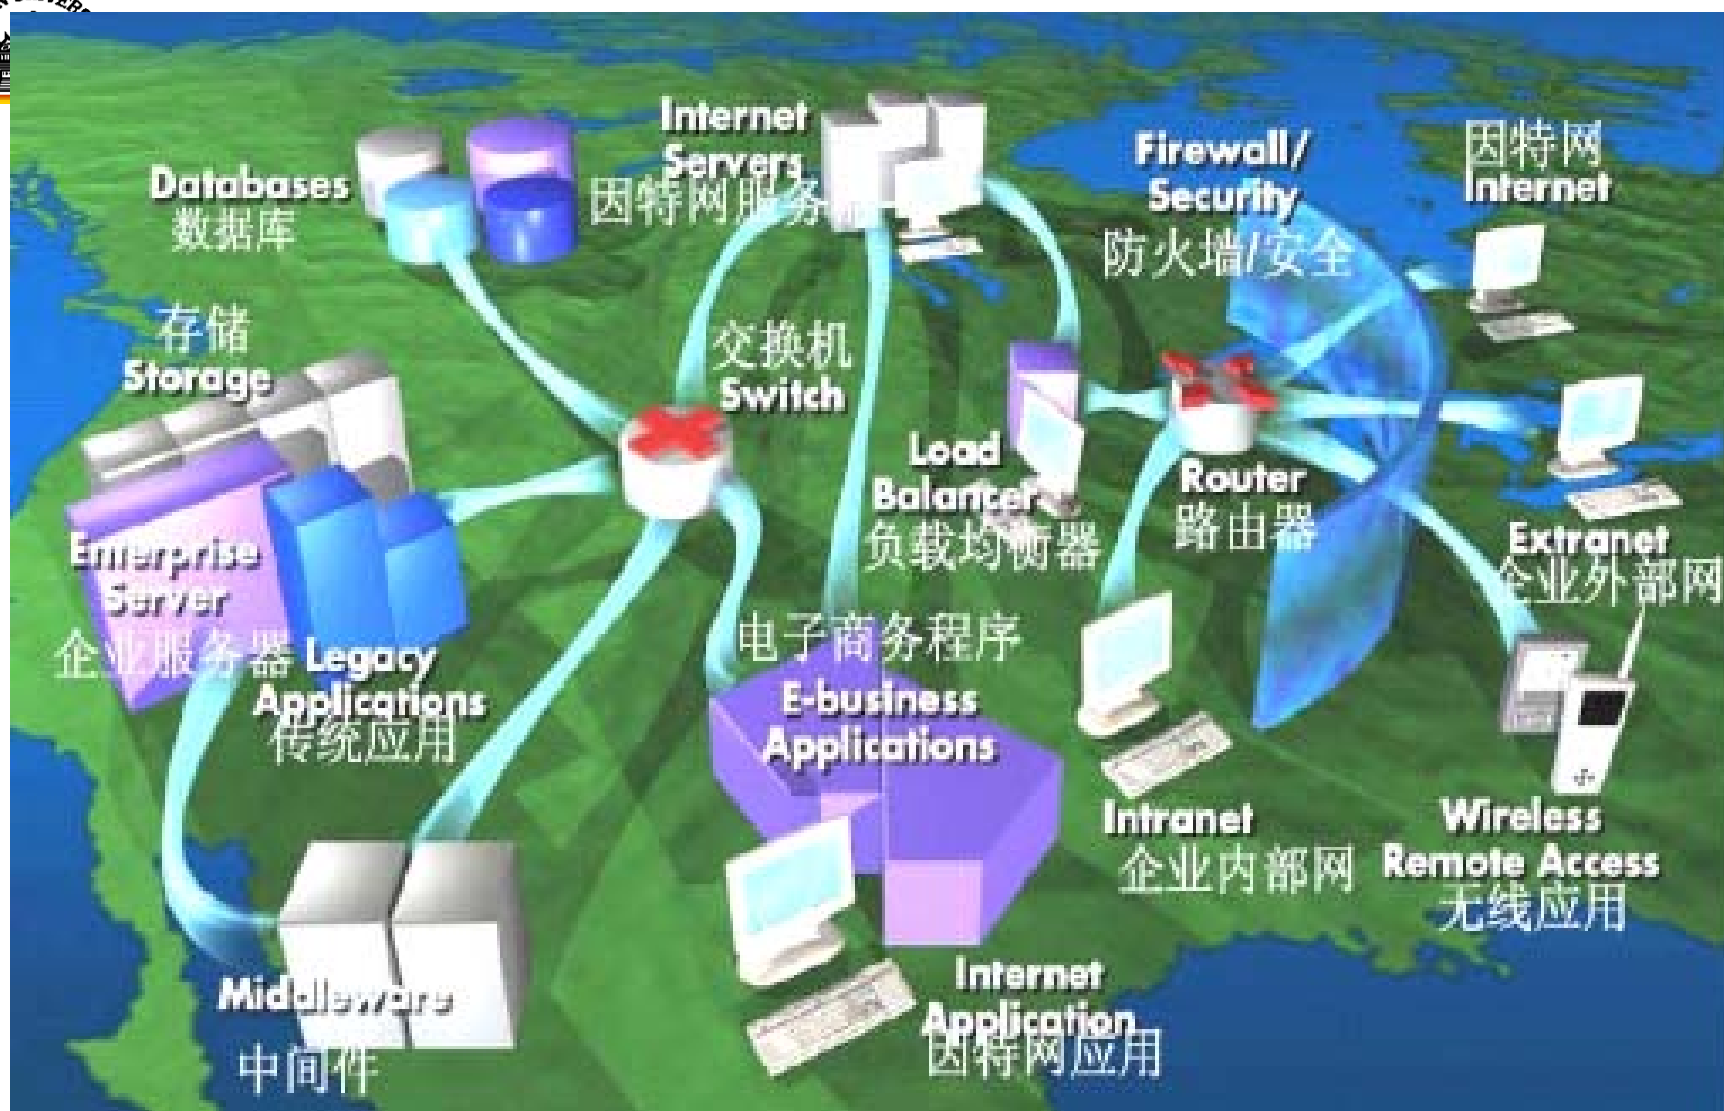 Databases
数据库
Internet
Servers
因特网服务
Firewall/
Security
防火墙/安全
因特网
Internet
存储
Storage
交换机
Switch
Load
Balancer
负载均衡器
Router
路由器
Extranet
企业外部网
Enterprise
Server
企业服务器
Legacy
Applications
传统应用
电子商务程序
E-business
Applications
Intranet
企业内部网
Wireless
Remote Access
无线应用
Middleware
中间件
Internet
Application
因特网应用